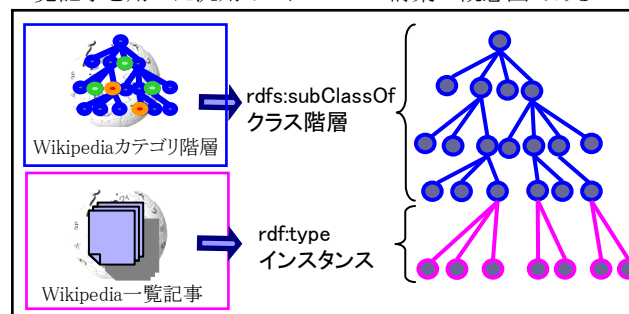 rdfs:subClassOf
クラス階層
Wikipediaカテゴリ階層
rdf:type
インスタンス
Wikipedia一覧記事